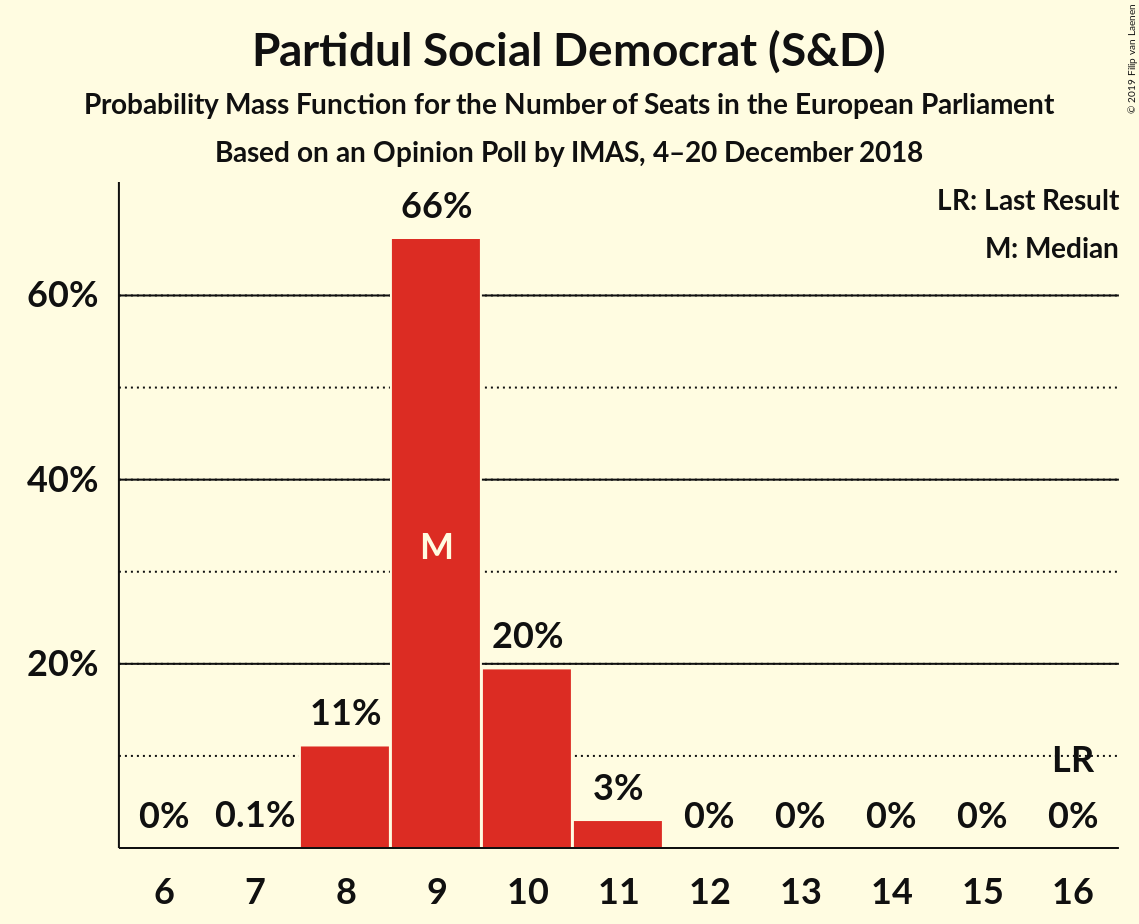 Partidul Social Democrat (S&D)
Probability Mass Function for the Number of Seats in the European Parliament
Based on an Opinion Poll by IMAS, 4–20 December 2018
© 2019 Filip van Laenen
LR: Last Result
M: Median
60%
40%
20%
0%
0.1%
11%
66%
M
20%
3%
0%
0%
0%
0%
LR
0%
6 7 8 9 10 11 12 13 14 15 16